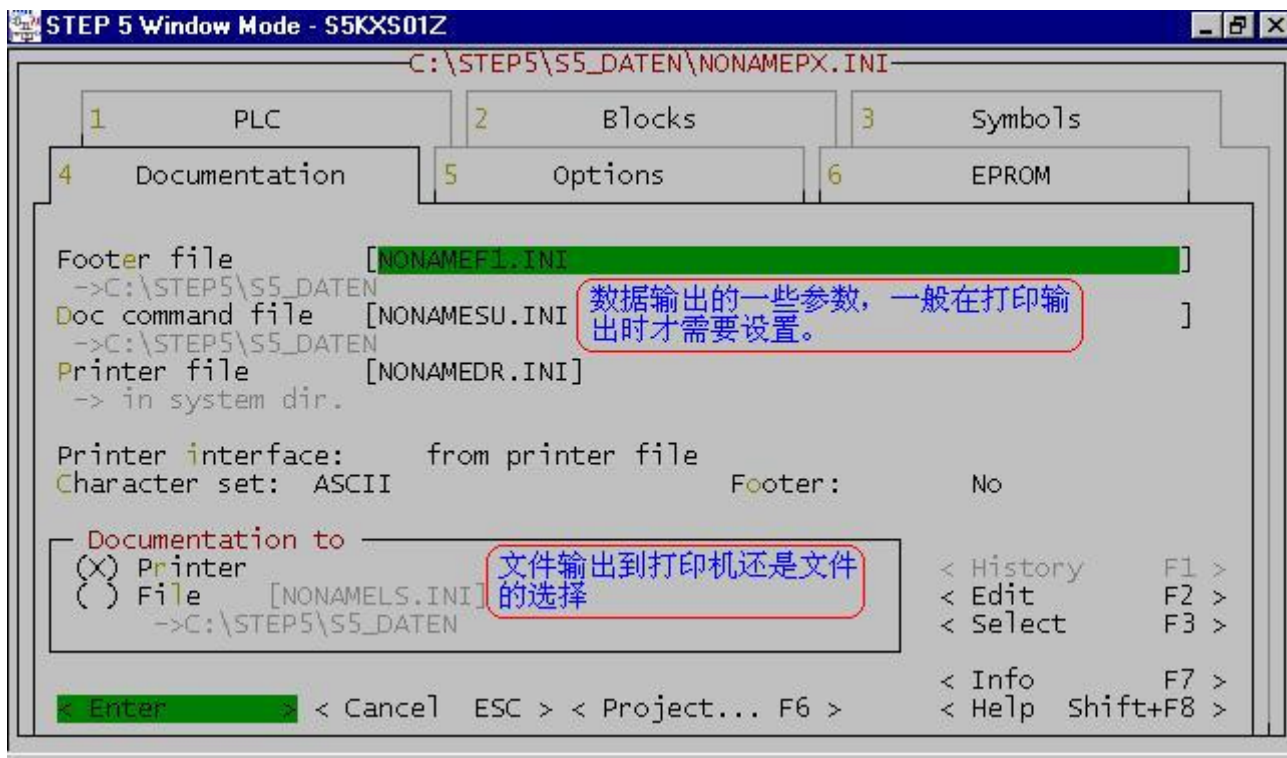 STEP 5 Window Mode - S5KXS01Z
C:\STEP5\S5_DATEN\NONAMEPX.INI
1 PLC 2 Blocks 3 Symbols
4 Documentation 5 Options 6 EPROM
Footer file [NONAMEF1.INI ]
->C:\STEP5\S5_DATEN
数据输出的一些参数，一般在打印输
出时才需要设置。
Doc command file [NONAMESU.INI ]
->C:\STEP5\S5_DATEN
Printer file [NONAMEDR.INI]
-> in system dir.
Printer interface: from printer file
Character set: ASCII Footer: No
Documentation to
(X) Printer
( ) File [NONAMELS.INI]
->C:\STEP5\S5_DATEN
文件输出到打印机还是文件
的选择
< History F1 >
< Edit F2 >
< Select F3 >
< Info F7 >
< Enter > < Cancel ESC > < Project... F6 > < Help Shift+F8 >